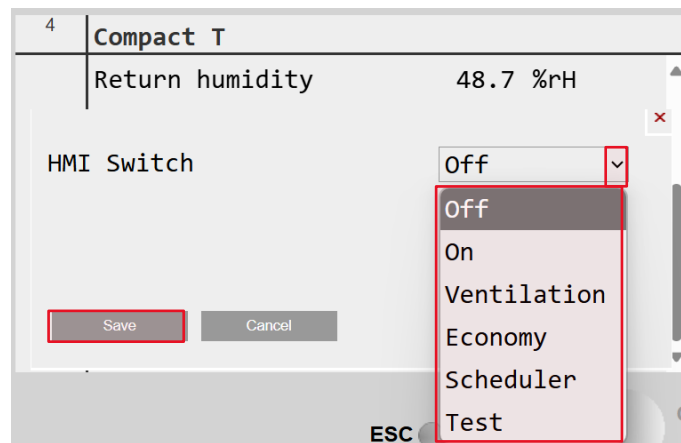 4
Compact T
Return humidity 48.7 %rH
×
HMI Switch Off
Off
On
Ventilation
Save Cancel
Economy
Scheduler
Test
ESC